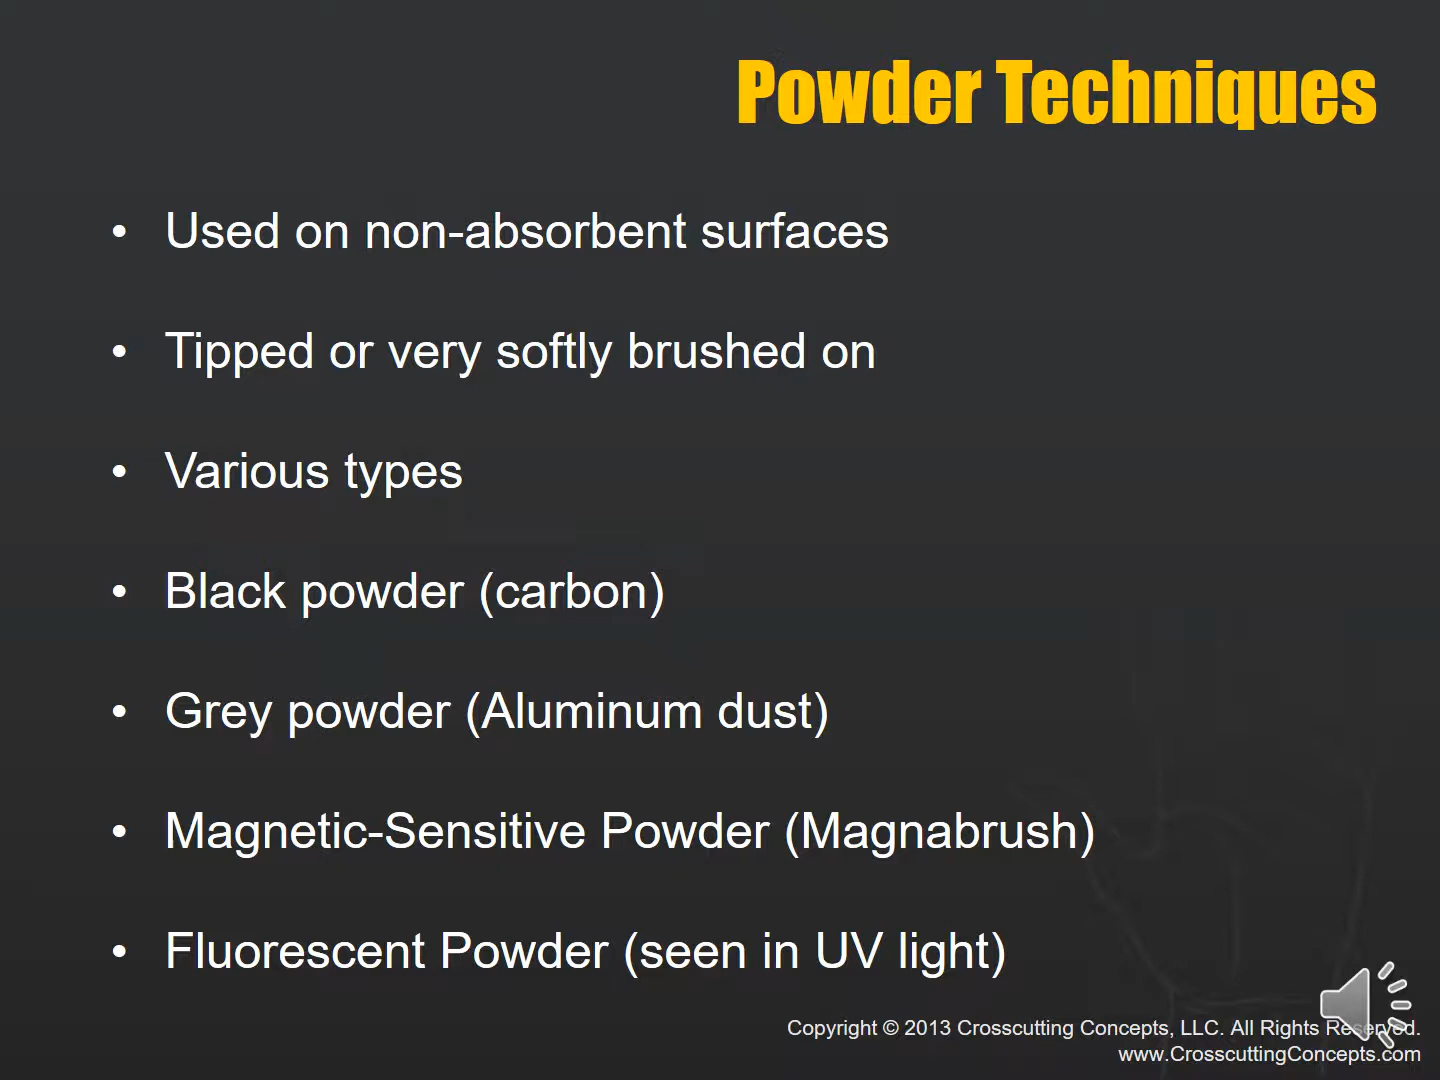 Powder Techniques
• Used on non-absorbent surfaces
• Tipped or very softly brushed on
• Various types
• Black powder (carbon)
• Grey powder (Aluminum dust)
• Magnetic-Sensitive Powder (Magnabrush)
• Fluorescent Powder (seen in UV light)
Copyright © 2013 Crosscutting Concepts, LLC. All Rights Reserved.
www.CrosscuttingConcepts.com